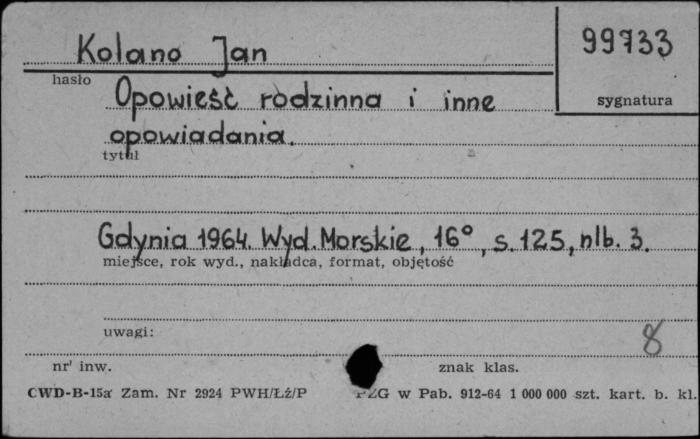 Kolano Jan
99733
hasło
sygnatura
Opowieść rodzinna i inne
opowiadania.
tytuł
Gdynia 1964. Wyd. Morskie, 16°, s. 125, nlb. 3.
miejsce, rok wyd., nakładca, format, objętość
uwagi:
8
nr inw.
znak klas.
CWD-B-15a Zam. Nr 2924 PWH/Łż/P PZG w Pab. 912-64 1 000 000 szt. kart. b. kl.